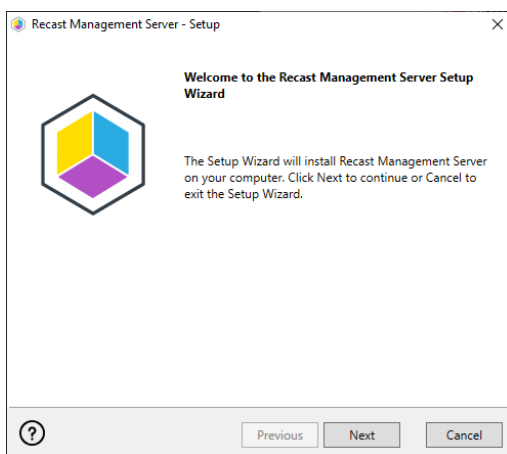 Recast Management Server - Setup
Welcome to the Recast Management Server Setup
Wizard
The Setup Wizard will install Recast Management Server
on your computer. Click Next to continue or Cancel to
exit the Setup Wizard.
?
Previous
Next
Cancel